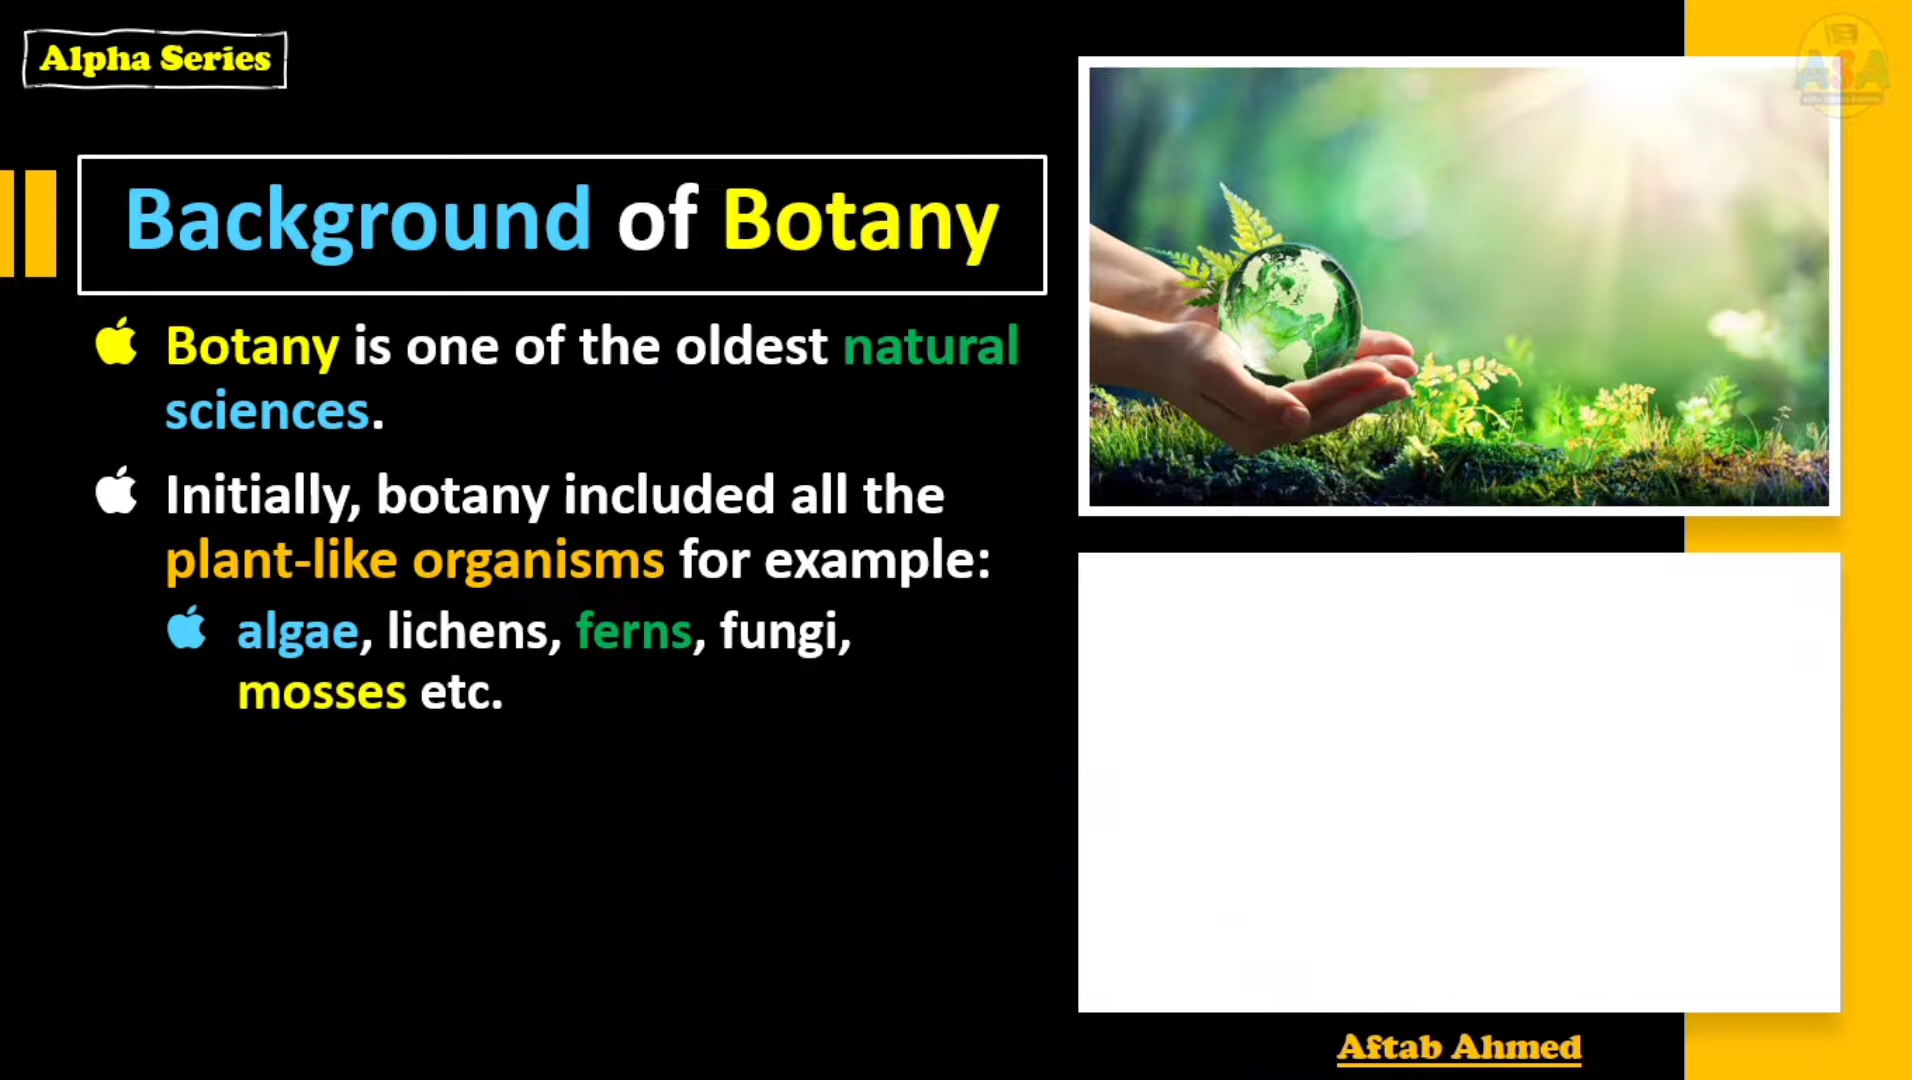 Alpha Series
Background of Botany
Botany is one of the oldest natural
sciences.
Initially, botany included all the
plant-like organisms for example:
algae, lichens, ferns, fungi,
mosses etc.
A3A
Aftab Ahmed